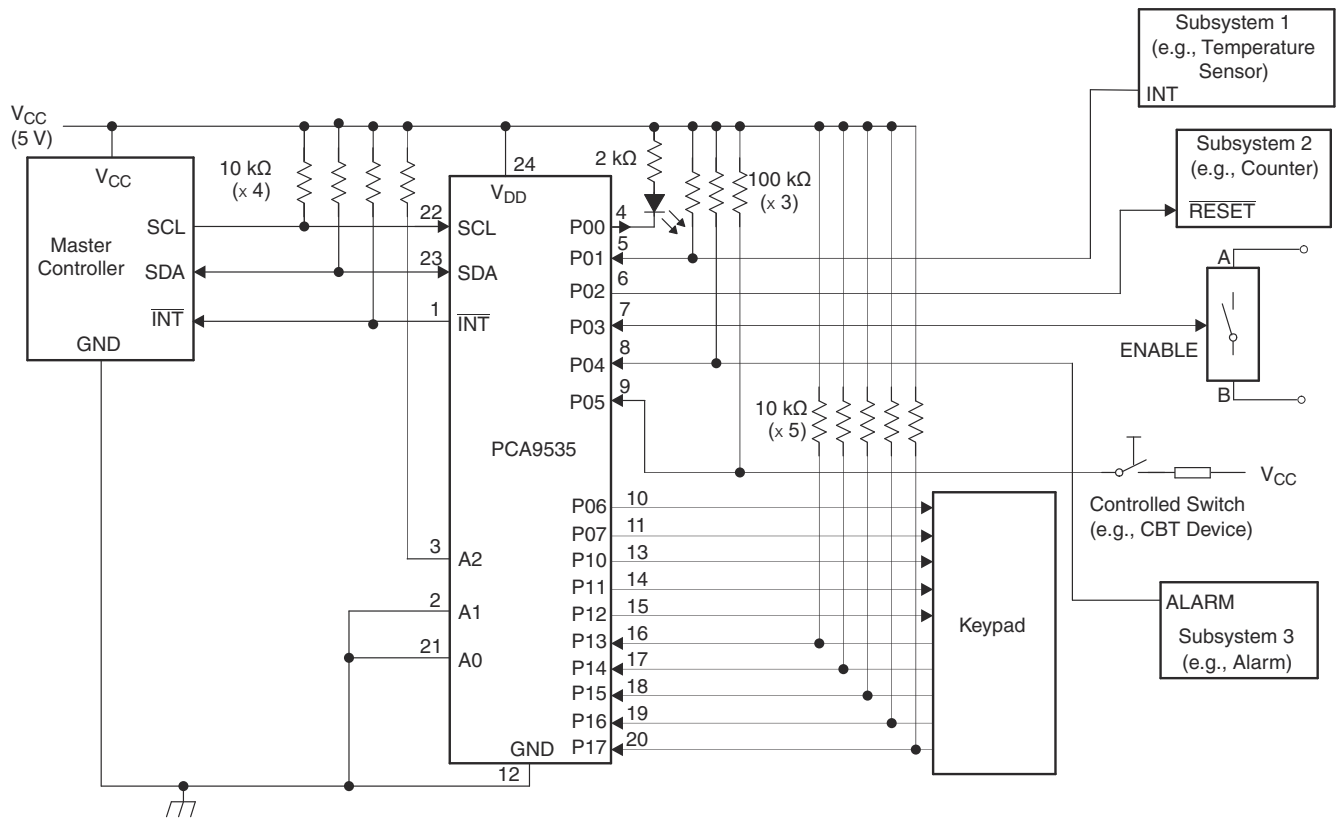 Subsystem 1
(e.g., Temperature
Sensor)
INT
VCC
(5 V)
VCC
SCL
Master
Controller
SDA
INT
GND
10 kΩ
(× 4)
22
23
1
3
2
21
24
VDD
SCL
SDA
INT
A2
A1
A0
PCA9535
GND
12
P00
P01
P02
P03
P04
P05
P06
P07
P10
P11
P12
P13
P14
P15
P16
P17
4
5
6
7
8
9
10
11
13
14
15
16
17
18
19
20
2 kΩ
100 kΩ
(× 3)
10 kΩ
(× 5)
Keypad
Subsystem 2
(e.g., Counter)
RESET
A
ENABLE
B
VCC
Controlled Switch
(e.g., CBT Device)
ALARM
Subsystem 3
(e.g., Alarm)